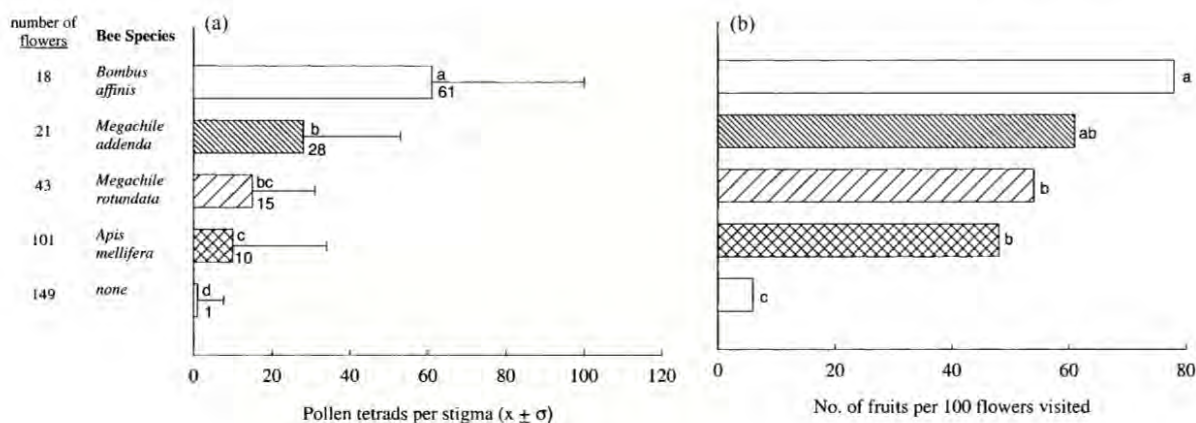 number of
flowers
Bee Species
(a)
18
Bombus
affinis
a
61
21
Megachile
addenda
b
28
43
Megachile
rotundata
bc
15
101
Apis
mellifera
c
10
149
none
d
1
0 20 40 60 80 100 120
Pollen tetrads per stigma (x ± σ)
(b)
a
ab
b
b
c
0 20 40 60 80
No. of fruits per 100 flowers visited